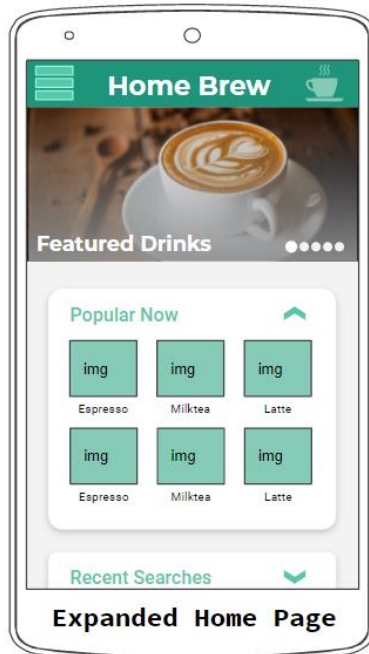 Home Brew
Featured Drinks
Popular Now
img img img
Espresso Milktea Latte
img img img
Espresso Milktea Latte
Recent Searches
Expanded Home Page